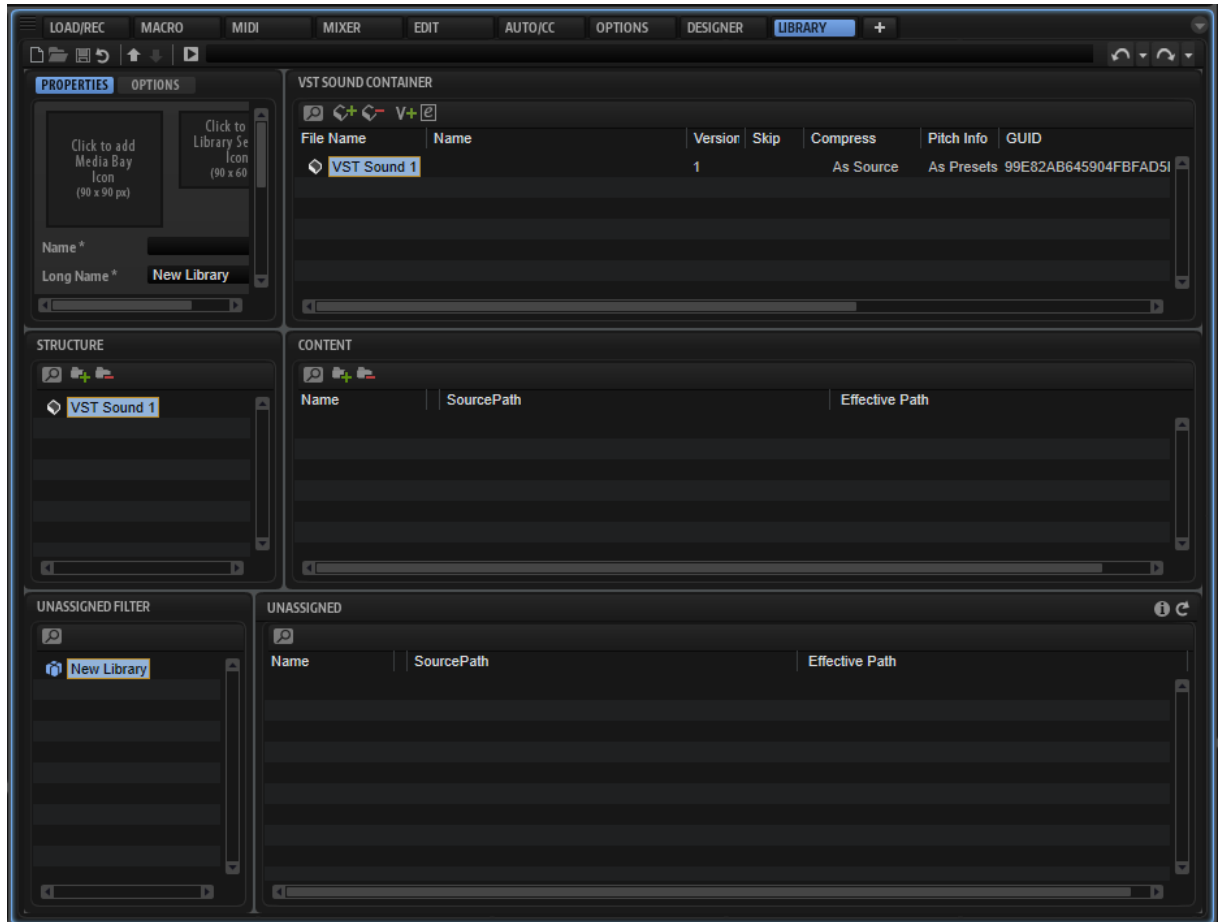 LOAD/REC MACRO MIDI MIXER EDIT AUTO/CC OPTIONS DESIGNER LIBRARY +
PROPERTIES OPTIONS
Click to add
Media Bay
Icon
(90 x 90 px)
Click to
Library Se
Icon
(90 x 60
Name*
Long Name* New Library
VST SOUND CONTAINER
V+ e
File Name Name Version Skip Compress Pitch Info GUID
VST Sound 1 1 As Source As Presets 99E82AB645904FBFAD5
STRUCTURE
VST Sound 1
CONTENT
Name SourcePath Effective Path
UNASSIGNED FILTER
New Library
UNASSIGNED
Name SourcePath Effective Path